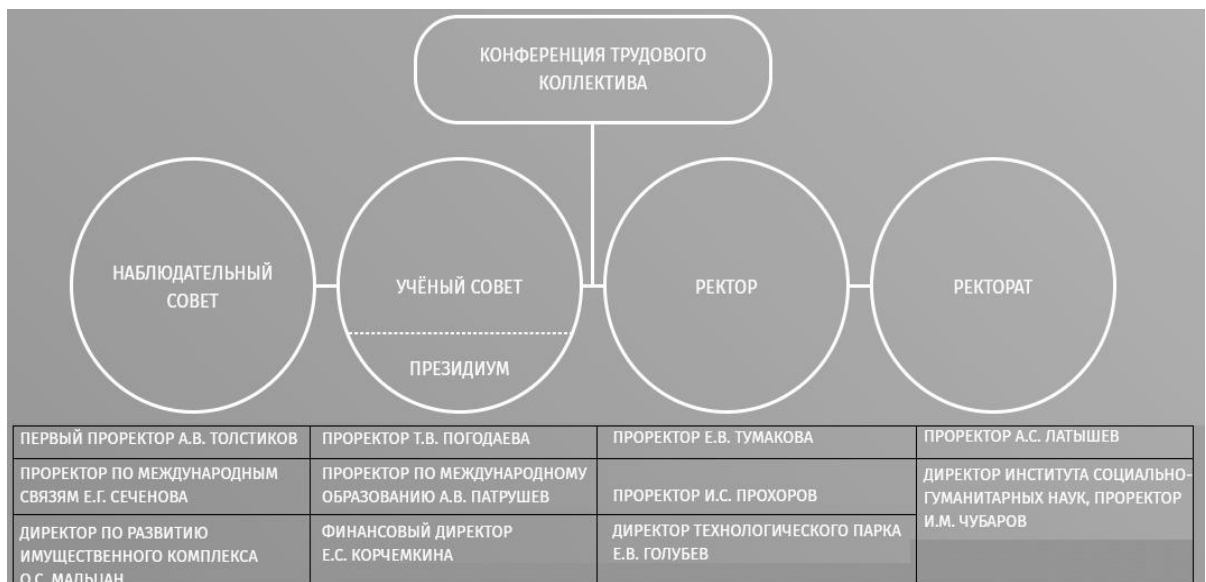 КОНФЕРЕНЦИЯ ТРУДОВОГО
КОЛЛЕКТИВА
НАБЛЮДАТЕЛЬНЫЙ
СОВЕТ
УЧЁНЫЙ СОВЕТ
ПРЕЗИДИУМ
РЕКТОР
РЕКТОРАТ
ПЕРВЫЙ ПРОРЕКТОР А.В. ТОЛСТИКОВ
ПРОРЕКТОР Т.В. ПОГОДАЕВА
ПРОРЕКТОР Е.В. ТУМАКОВА
ПРОРЕКТОР А.С. ЛАТЫШЕВ
ПРОРЕКТОР ПО МЕЖДУНАРОДНЫМ
СВЯЗЯМ Е.Г. СЕЧЕНОВА
ПРОРЕКТОР ПО МЕЖДУНАРОДНОМУ
ОБРАЗОВАНИЮ А.В. ПАТРУШЕВ
ПРОРЕКТОР И.С. ПРОХОРОВ
ДИРЕКТОР ИНСТИТУТА СОЦИАЛЬНО-
ГУМАНИТАРНЫХ НАУК, ПРОРЕКТОР
И.М. ЧУБАРОВ
ДИРЕКТОР ПО РАЗВИТИЮ
ИМУЩЕСТВЕННОГО КОМПЛЕКСА
О.С. МАЛЬЦАН
ФИНАНСОВЫЙ ДИРЕКТОР
Е.С. КОРЧЕМКИНА
ДИРЕКТОР ТЕХНОЛОГИЧЕСКОГО ПАРКА
Е.В. ГОЛУБЕВ